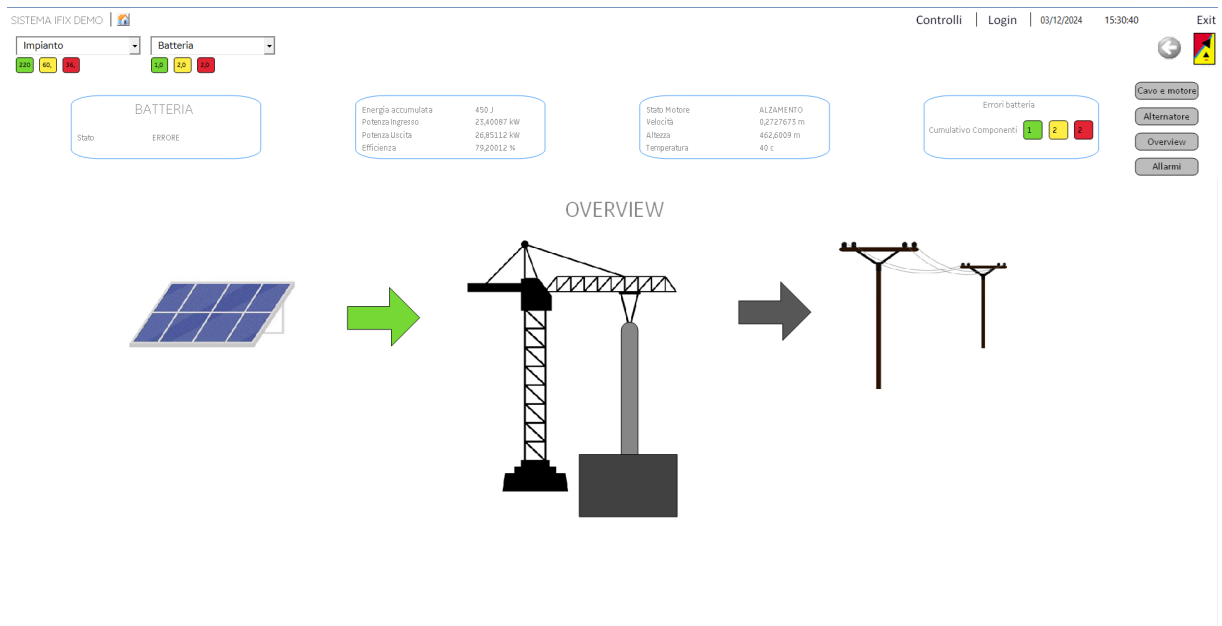 SISTEMA IFIX DEMO
Controlli Login 03/12/2024 15:30:40 Exit
Impianto Batteria
220 60, 36, 1,0 2,0 2,0
BATTERIA
Stato ERRORE
Energia accumulata 450 J
Potenza Ingresso 23,40087 kW
Potenza Uscita 26,85112 kW
Efficienza 79,20012 %
Stato Motore ALZAMENTO
Velocità 0,2727673 m
Altezza 462,6009 m
Temperatura 40 c
Errori batteria
Cumulativo Componenti 1 2 2
Cavo e motore
Alternatore
Overview
Allarmi
OVERVIEW